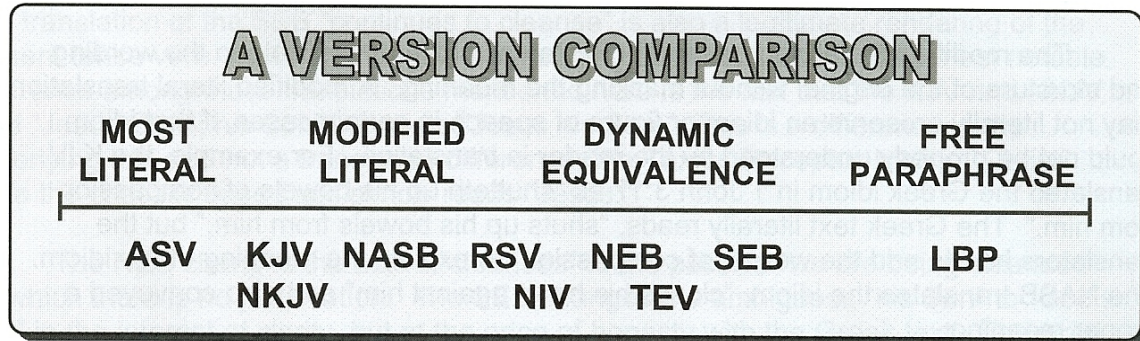 A VERSION COMPARISON
MOST LITERAL
MODIFIED LITERAL
DYNAMIC EQUIVALENCE
FREE PARAPHRASE
ASV KJV NASB RSV NEB SEB LBP
NKJV NIV TEV